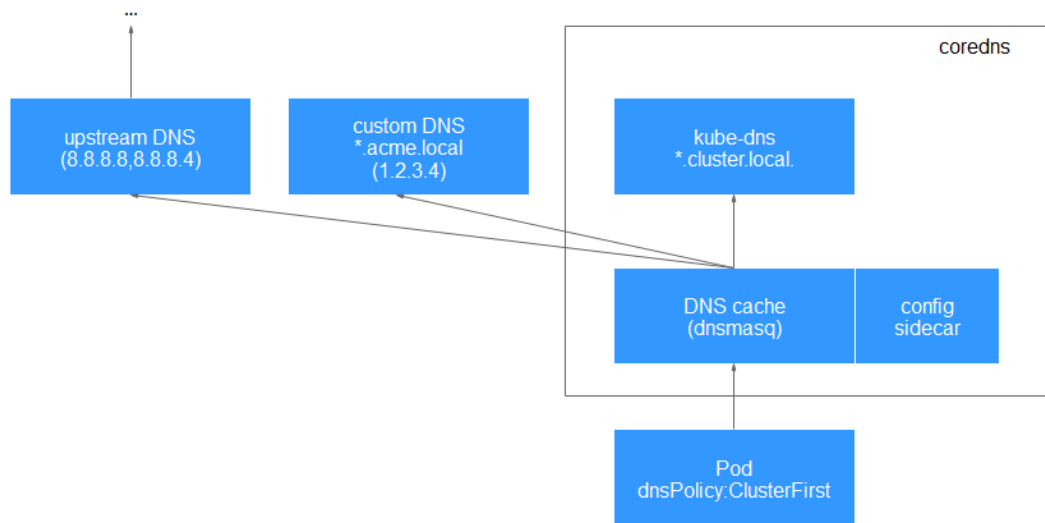 ...
coredns
upstream DNS
(8.8.8.8,8.8.8.4)
custom DNS
*.acme.local
(1.2.3.4)
kube-dns
*.cluster.local.
DNS cache
(dnsmasq)
config
sidecar
Pod
dnsPolicy:ClusterFirst